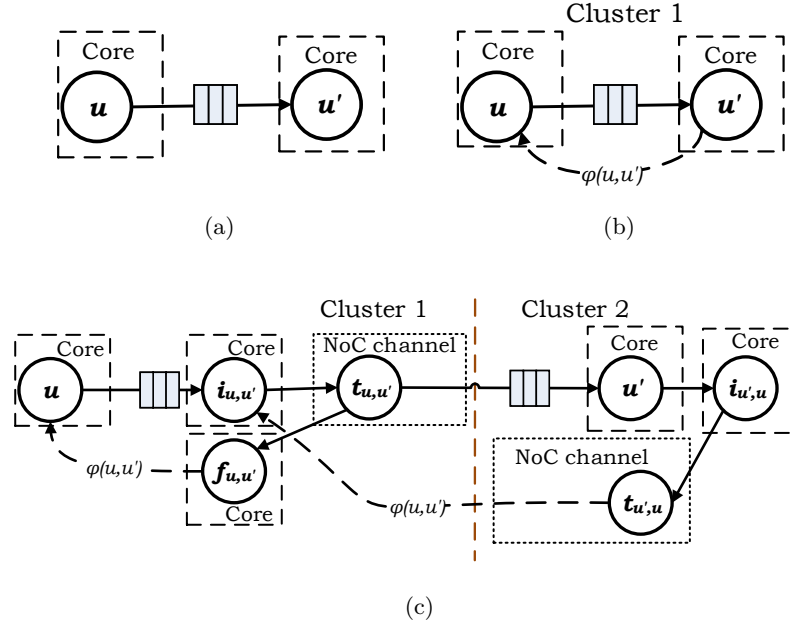 Core
u
Core
u'
(a)
Cluster 1
Core
u
Core
u'
φ(u,u')
(b)
Cluster 1
Cluster 2
Core
u
Core
i_{u,u'}
NoC channel
t_{u,u'}
Core
u'
Core
i_{u',u}
φ(u,u')
f_{u,u'}
Core
φ(u,u')
NoC channel
t_{u',u}
(c)